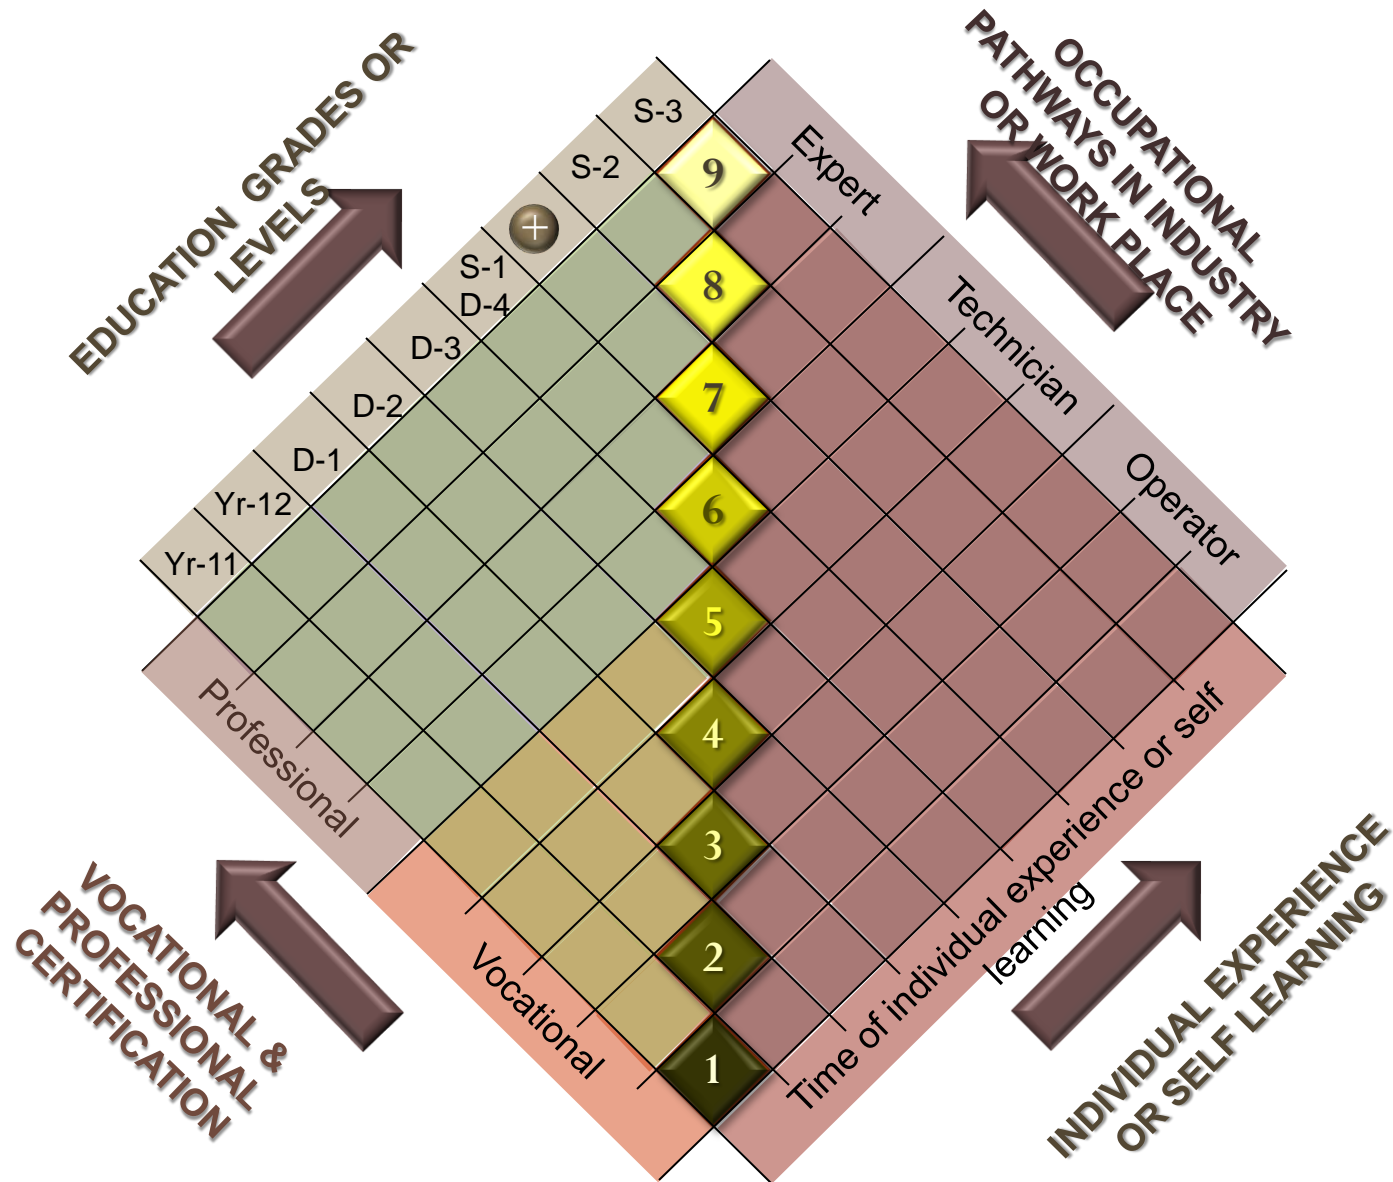 EDUCATION GRADES OR
LEVELS
OCCUPATIONAL
PATHWAYS IN INDUSTRY
OR WORK PLACE
S-3
S-2
+
S-1
D-4
D-3
D-2
D-1
Yr-12
Yr-11
Expert
Technician
Operator
9
8
7
6
5
4
3
2
1
Professional
Vocational
Time of individual experience or self
learning
VOCATIONAL &
PROFESSIONAL
CERTIFICATION
INDIVIDUAL EXPERIENCE
OR SELF LEARNING